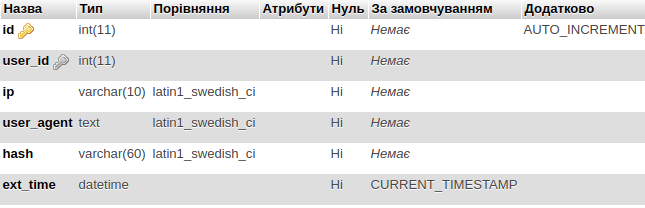 Назва Тип Порівняння Атрибути Нуль За замовчуванням Додатково
id int(11) Ні Немає AUTO_INCREMENT
user_id int(11) Ні Немає
ip varchar(10) latin1_swedish_ci Ні Немає
user_agent text latin1_swedish_ci Ні Немає
hash varchar(60) latin1_swedish_ci Ні Немає
ext_time datetime Ні CURRENT_TIMESTAMP